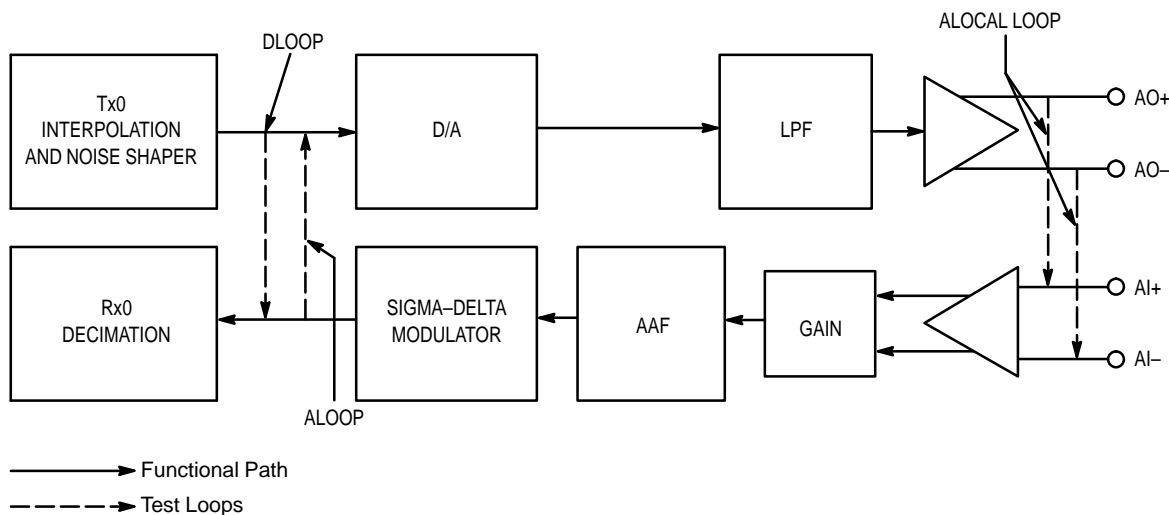 ALOCAL LOOP
DLOOP
Tx0
INTERPOLATION
AND NOISE SHAPER
D/A
LPF
AO+
AO–
Rx0
DECIMATION
SIGMA–DELTA
MODULATOR
AAF
GAIN
AI+
AI–
ALOOP
Functional Path
Test Loops